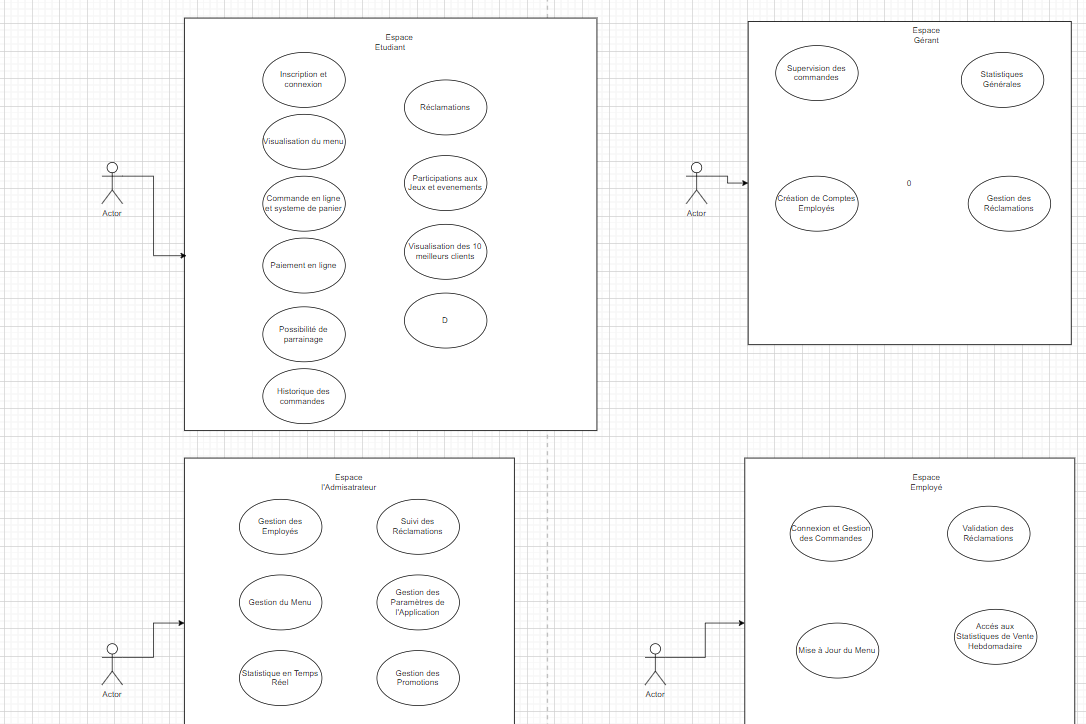 Espace
Etudiant
Inscription et
connexion
Réclamations
Visualisation du menu
Participations aux
Jeux et evenements
Commande en ligne
et systeme de panier
Visualisation des 10
meilleurs clients
Paiement en ligne
D
Possibilité de
parrainage
Historique des
commandes
Actor
Espace
Gérant
Supervision des
commandes
Statistiques
Générales
0
Création de Comptes
Employés
Gestion des
Réclamations
Actor
Espace
l'Admisatrateur
Gestion des
Employés
Suivi des
Réclamations
Gestion du Menu
Gestion des
Paramètres de
l'Application
Statistique en Temps
Réel
Gestion des
Promotions
Actor
Espace
Employé
Connexion et Gestion
des Commandes
Validation des
Réclamations
Mise à Jour du Menu
Accés aux
Statistiques de Vente
Hebdomadaire
Actor